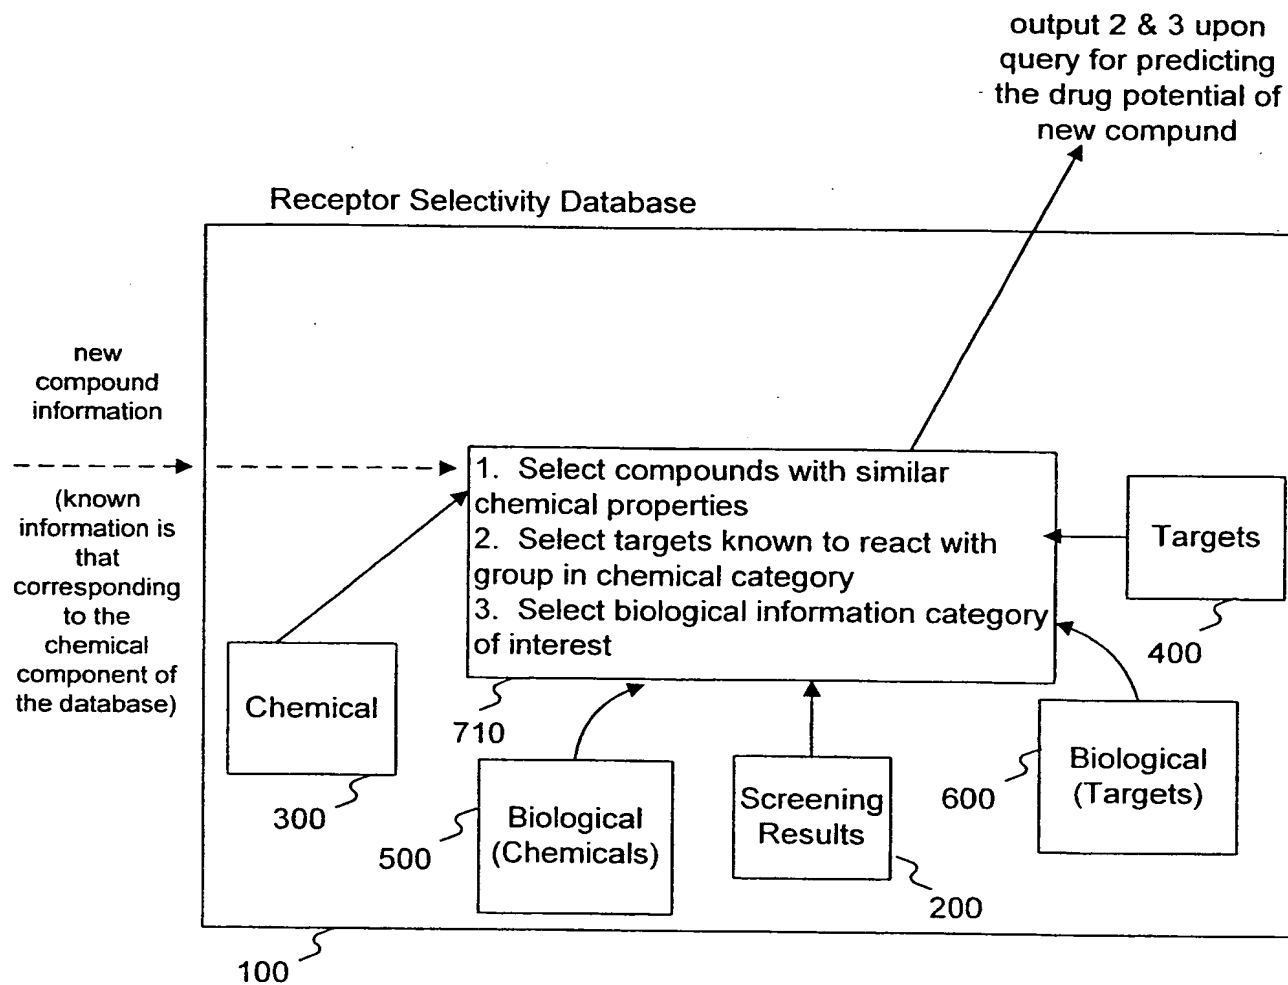 output 2 & 3 upon
query for predicting
the drug potential of
new compund
Receptor Selectivity Database
new
compound
information
(known
information is
that
corresponding
to the
chemical
component of
the database)
1. Select compounds with similar
chemical properties
2. Select targets known to react with
group in chemical category
3. Select biological information category
of interest
710
Targets
400
Chemical
300
Biological
(Chemicals)
500
Screening
Results
200
Biological
(Targets)
600
100